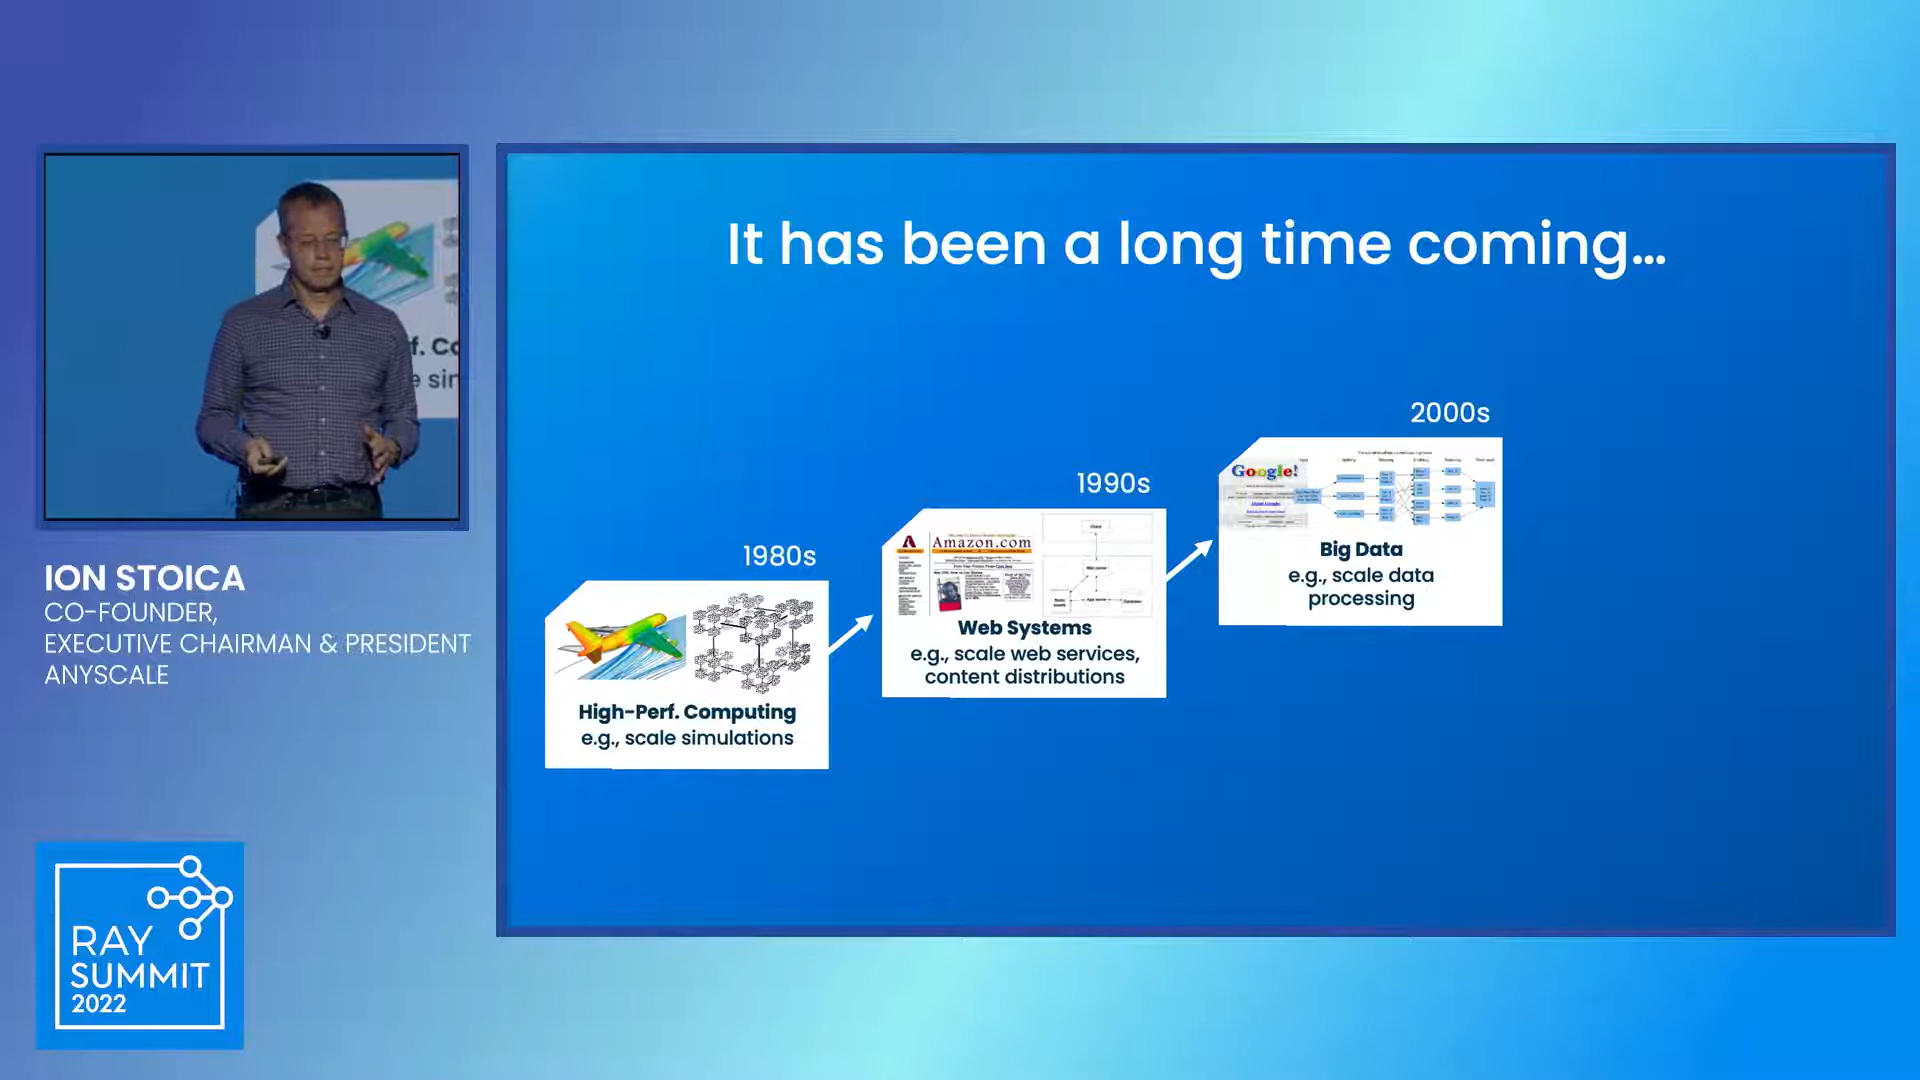 It has been a long time coming...
2000s
Google!
Big Data
e.g., scale data
processing
1990s
Amazon.com
Web Systems
e.g., scale web services,
content distributions
1980s
High-Perf. Computing
e.g., scale simulations
f. Co
e sin
ION STOICA
CO-FOUNDER,
EXECUTIVE CHAIRMAN & PRESIDENT
ANYSCALE
RAY
SUMMIT
2022